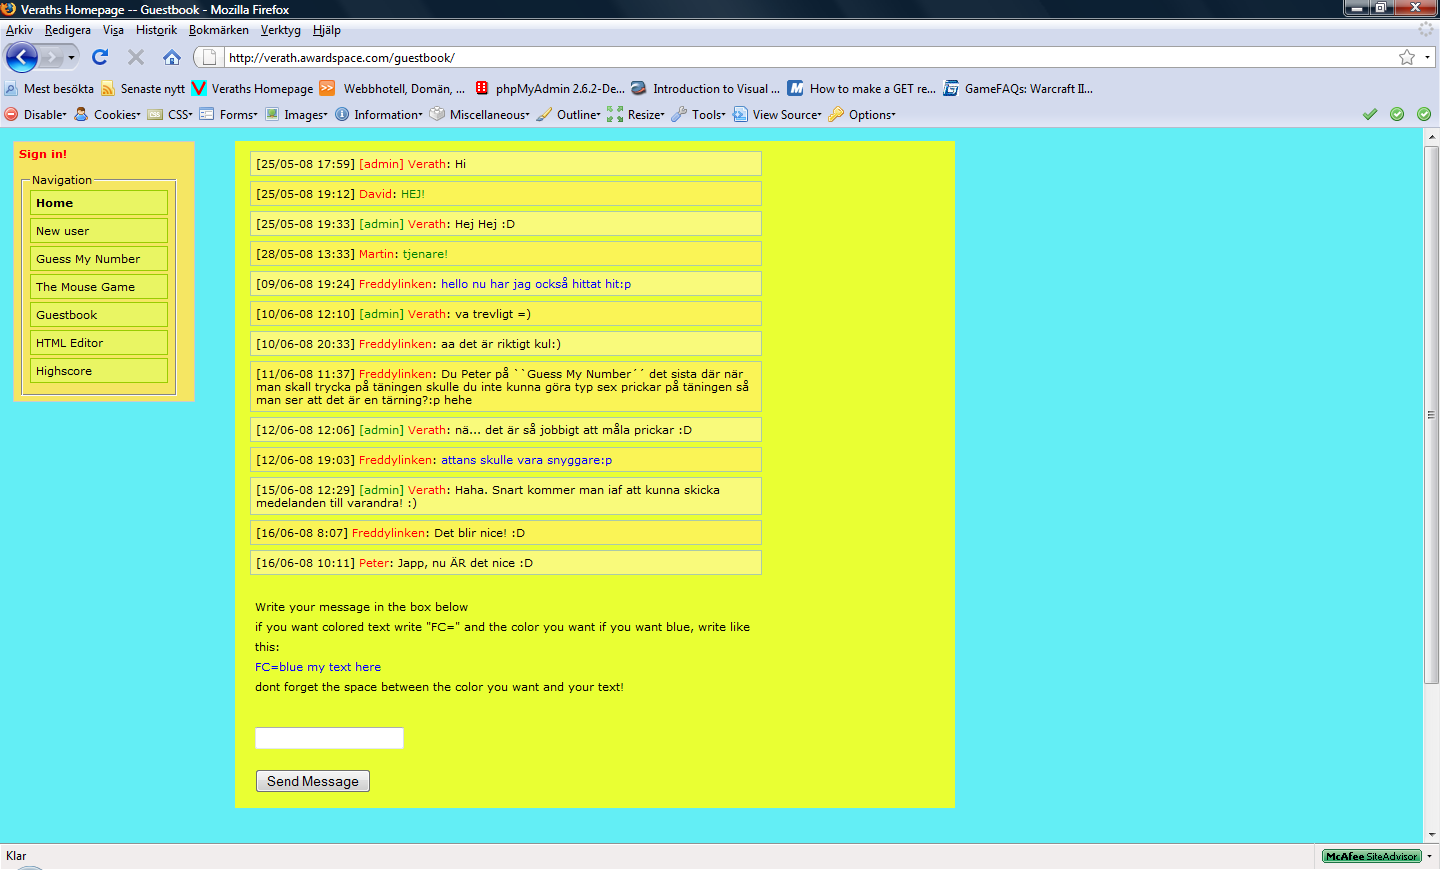 Veraths Homepage -- Guestbook - Mozilla Firefox
Arkiv Redigera Visa Historik Bokmärken Verktyg Hjälp
http://verath.awardspace.com/guestbook/
Mest besökta Senaste nytt Veraths Homepage Webbhotell, Domän, ... phpMyAdmin 2.6.2-De... Introduction to Visual ... How to make a GET re... GameFAQs: Warcraft II...
Disable Cookies CSS Forms Images Information Miscellaneous Outline Resize Tools View Source Options
Sign in!
Navigation
Home
New user
Guess My Number
The Mouse Game
Guestbook
HTML Editor
Highscore
[25/05-08 17:59] [admin] Verath: Hi
[25/05-08 19:12] David: HEJ!
[25/05-08 19:33] [admin] Verath: Hej Hej :D
[28/05-08 13:33] Martin: tjenare!
[09/06-08 19:24] Freddylinken: hello nu har jag också hittat hit:p
[10/06-08 12:10] [admin] Verath: va trevligt =)
[10/06-08 20:33] Freddylinken: aa det är riktigt kul:)
[11/06-08 11:37] Freddylinken: Du Peter på ``Guess My Number´´ det sista där när
man skall trycka på täningen skulle du inte kunna göra typ sex prickar på täningen så
man ser att det är en tärning?:p hehe
[12/06-08 12:06] [admin] Verath: nä... det är så jobbigt att måla prickar :D
[12/06-08 19:03] Freddylinken: attans skulle vara snyggare:p
[15/06-08 12:29] [admin] Verath: Haha. Snart kommer man iaf att kunna skicka
medelanden till varandra! :)
[16/06-08 8:07] Freddylinken: Det blir nice! :D
[16/06-08 10:11] Peter: Japp, nu ÄR det nice :D
Write your message in the box below
if you want colored text write "FC=" and the color you want if you want blue, write like
this:
FC=blue my text here
dont forget the space between the color you want and your text!
Send Message
Klar
McAfee SiteAdvisor